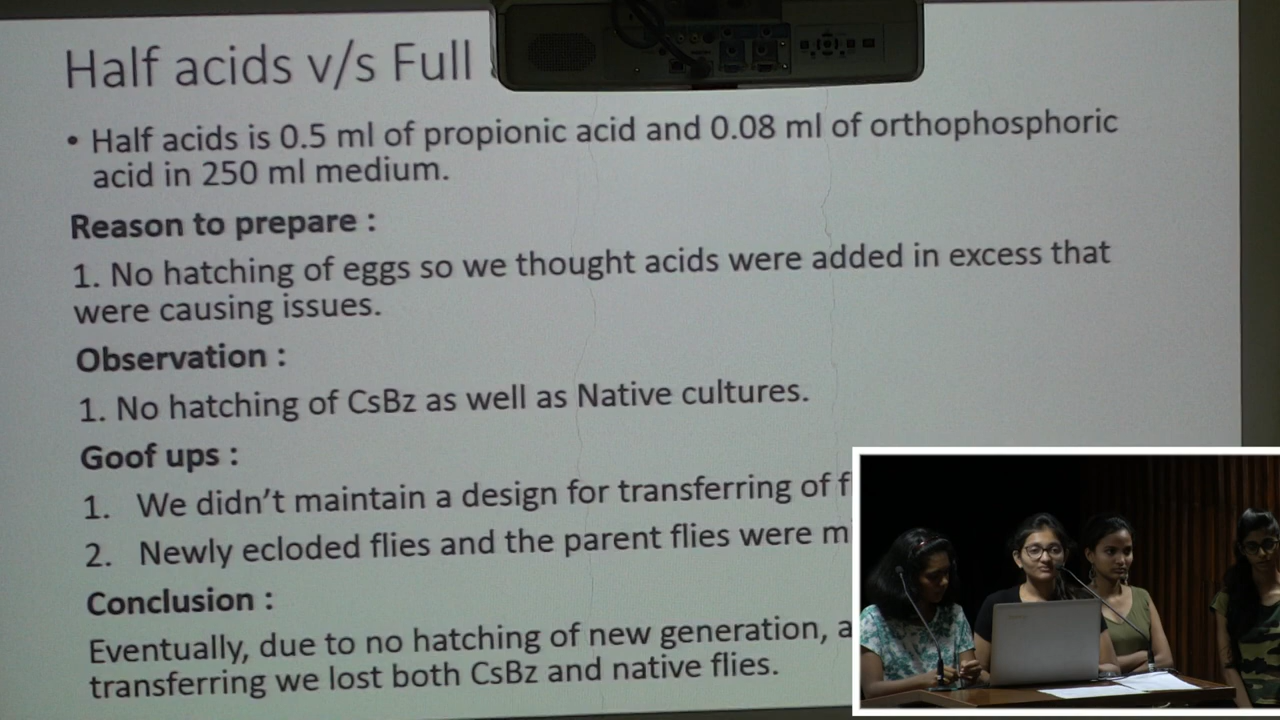 Half acids v/s Full
• Half acids is 0.5 ml of propionic acid and 0.08 ml of orthophosphoric
acid in 250 ml medium.
Reason to prepare :
1. No hatching of eggs so we thought acids were added in excess that
were causing issues.
Observation :
1. No hatching of CsBz as well as Native cultures.
Goof ups :
1. We didn’t maintain a design for transferring of
2. Newly ecloded flies and the parent flies were
Conclusion :
Eventually, due to no hatching of new generation,
transferring we lost both CsBz and native flies.